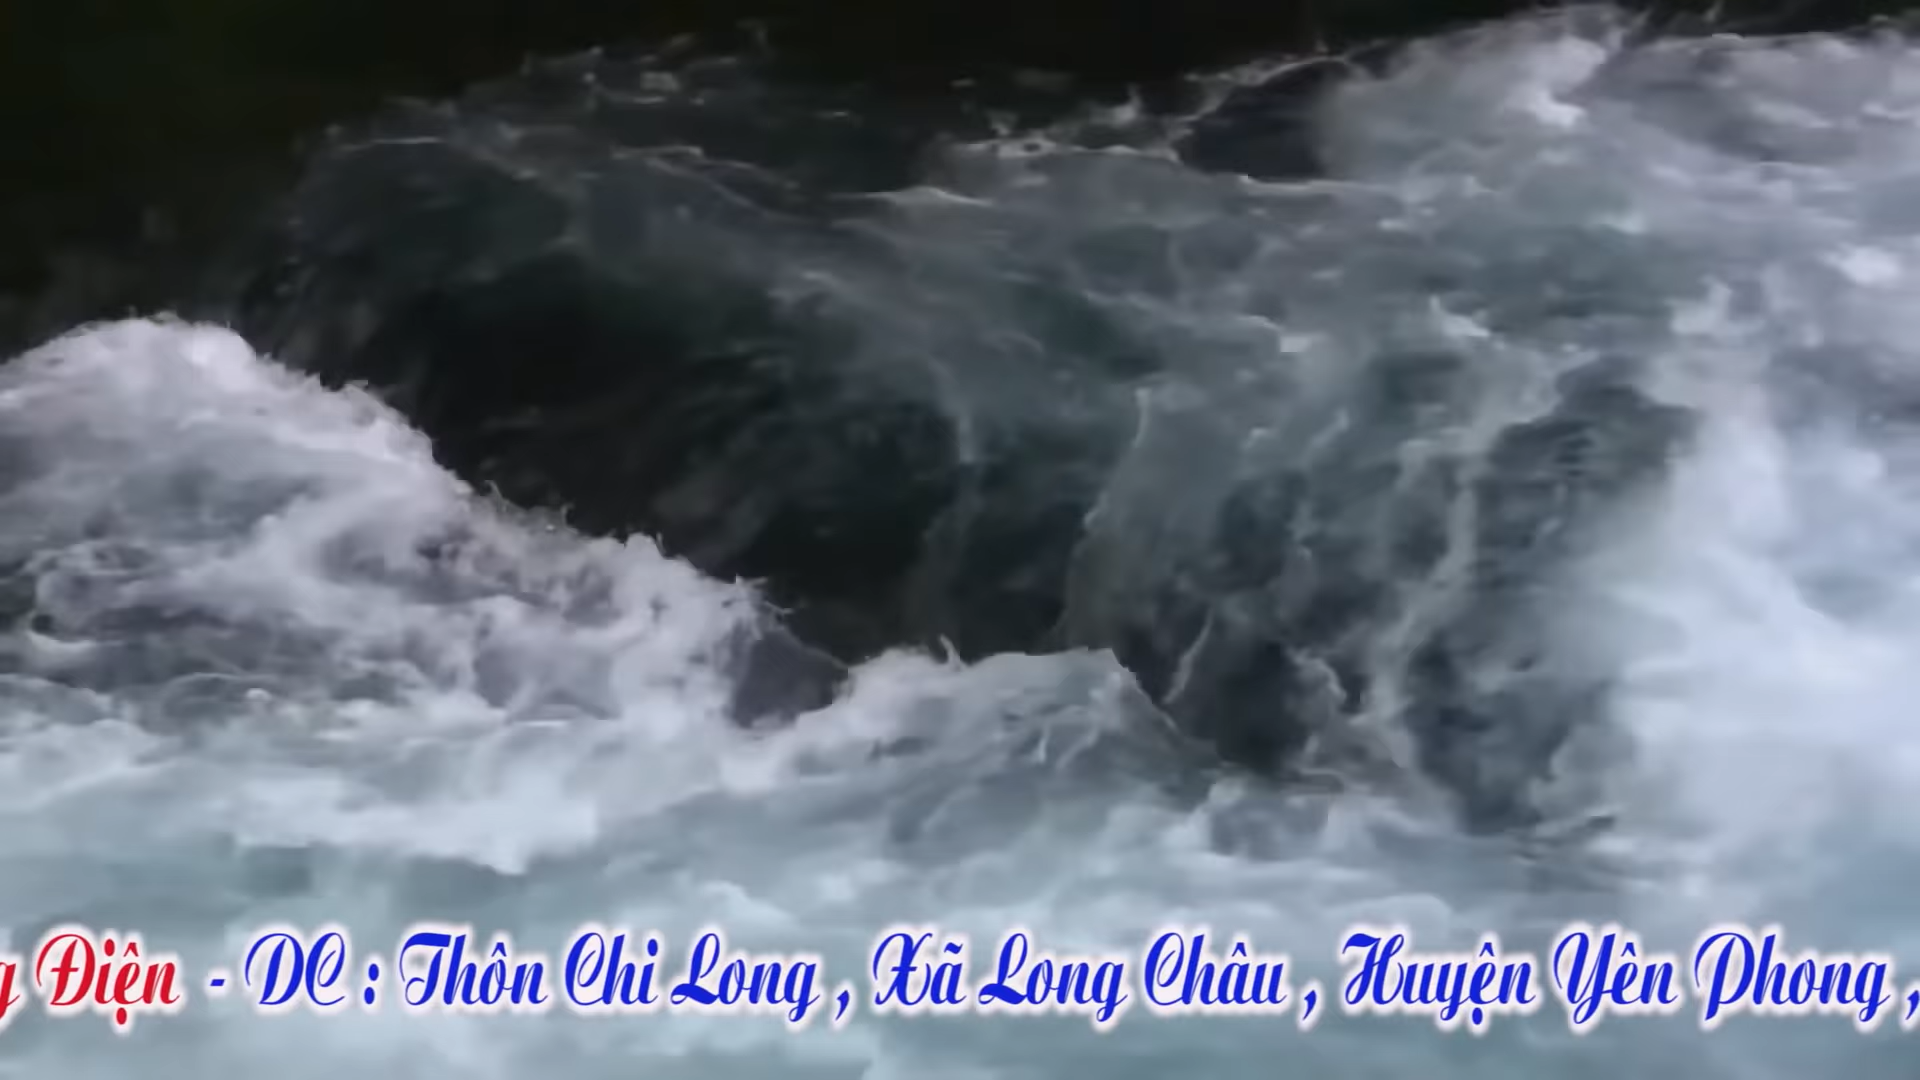 g Điện - DC : Thôn Chi Long , Xã Long Châu , Huyện Yên Phong ,